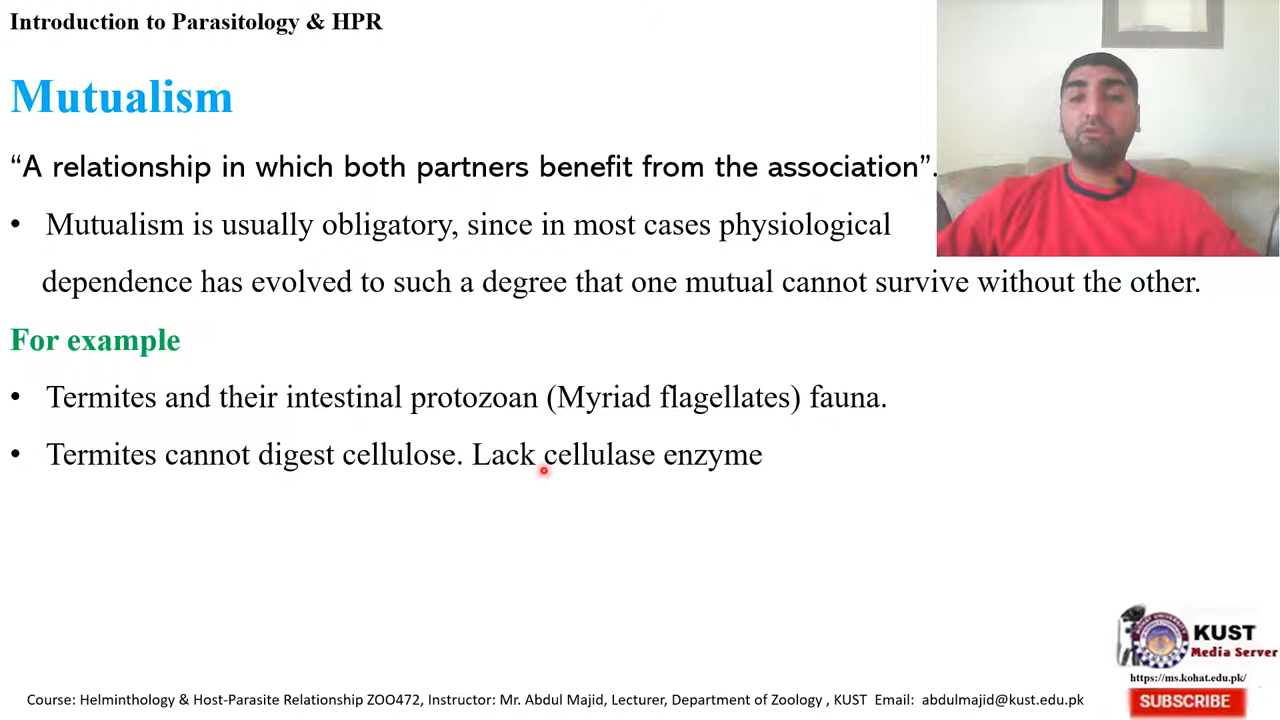 Introduction to Parasitology & HPR
Mutualism
“A relationship in which both partners benefit from the association”.
• Mutualism is usually obligatory, since in most cases physiological
dependence has evolved to such a degree that one mutual cannot survive without the other.
For example
• Termites and their intestinal protozoan (Myriad flagellates) fauna.
• Termites cannot digest cellulose. Lack cellulase enzyme
KUST
Media Server
https://ms.kohat.edu.pk/
SUBSCRIBE
Course: Helminthology & Host-Parasite Relationship ZOO472, Instructor: Mr. Abdul Majid, Lecturer, Department of Zoology , KUST Email: abdulmajid@kust.edu.pk